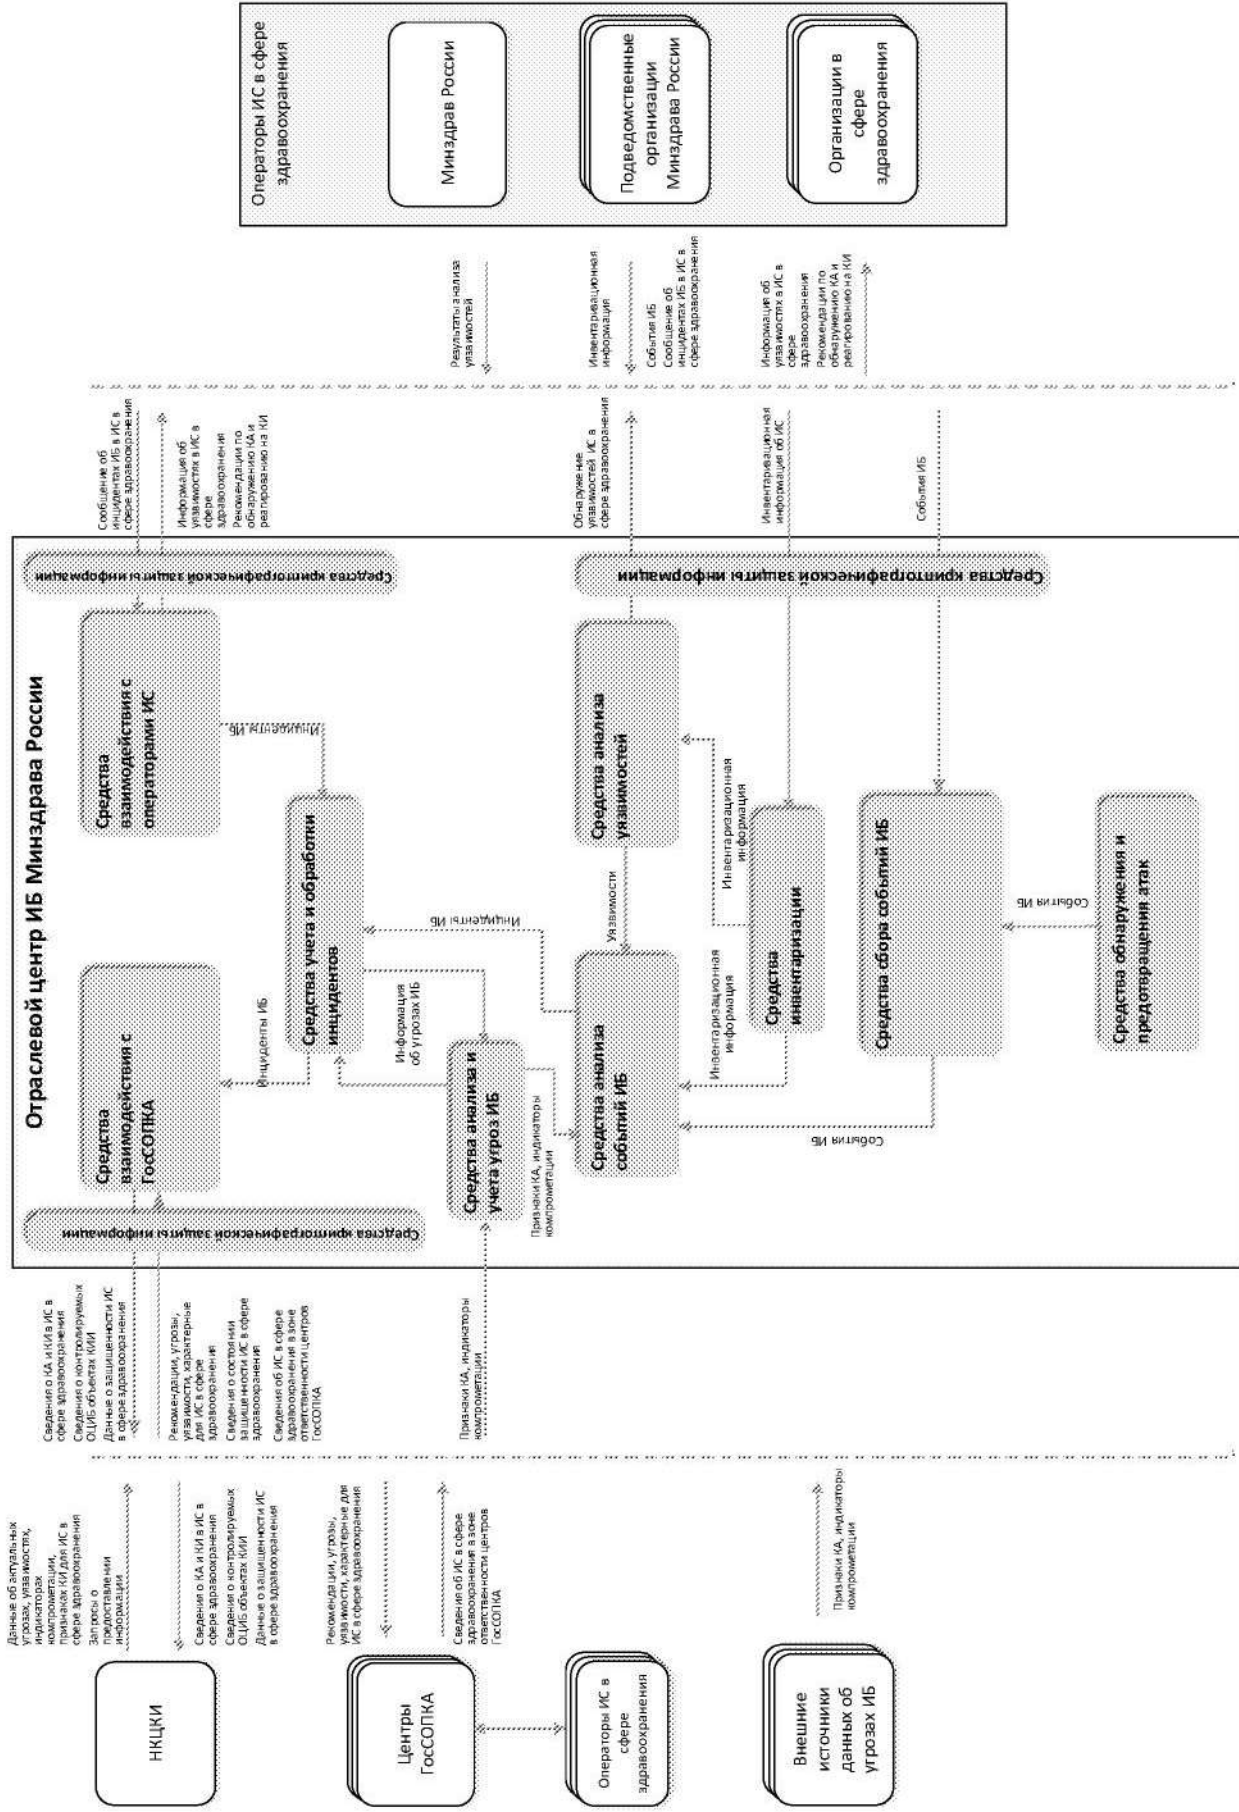 Отраслевой центр ИБ Минздрава России
Данные об актуальных
угрозах, уязвимостях,
индикаторах
компрометации,
признаках КИ для ИС в
сфере здравоохранения
Запросы о
предоставлении
информации
НКЦКИ
Сведения о КА и КИ в ИС в
сфере здравоохранения
Сведения о контролируемых
ОЦИБ объектах КИИ
Данные о защищенности ИС
в сфере здравоохранения
Рекомендации, угрозы,
уязвимости, характерные для
ИС в сфере здравоохранения
Центры
ГосСОПКА
Сведения об ИС в сфере
здравоохранения в зоне
ответственности центров
ГосСОПКА
Операторы ИС в
сфере
здравоохранения
Внешние
источники
данных об
угрозах ИБ
Признаки КА, индикаторы
компрометации
Сведения о КА и КИ в ИС в
сфере здравоохранения
Сведения о контролируемых
ОЦИБ объектах КИИ
Данные о защищенности ИС
в сфере здравоохранения
Рекомендации, угрозы,
уязвимости, характерные
для ИС в сфере
здравоохранения
Сведения о состоянии
защищенности ИС в сфере
здравоохранения
Сведения об ИС в сфере
здравоохранения в зоне
ответственности центров
ГосСОПКА
Признаки КА, индикаторы
компрометации
Средства криптографической защиты информации
Средства
взаимодействия с
ГосСОПКА
Инциденты ИБ
Средства учета и обработки
инцидентов
Информация
об угрозах ИБ
Средства анализа и
учета угроз ИБ
Признаки КА, индикаторы
компрометации
Инциденты ИБ
Средства анализа
событий ИБ
Уязвимости
Инвентаризационная
информация
События ИБ
Средства
взаимодействия с
операторами ИС
Инциденты ИБ
Средства анализа
уязвимостей
Инвентаризационная
информация
Средства
инвентаризации
Средства сбора событий ИБ
События ИБ
Средства обнаружения и
предотвращения атак
Средства криптографической защиты информации
Средства криптографической защиты информации
Сообщение об
инцидентах ИБ в ИС в
сфере здравоохранения
Информация об
уязвимостях в ИС в
сфере
здравоохранения
Рекомендации по
обнаружению КА и
реагированию на КИ
Обнаружение
уязвимостей ИС в
сфере здравоохранения
Инвентаривационная
информация об ИС
События ИБ
Результаты анализа
уязвимостей
Инвентаривационная
информация
События ИБ
Сообщение об
инцидентах ИБ в ИС в
сфере здравоохранения
Информация об
уязвимостях в ИС в
сфере
здравоохранения
Рекомендации по
обнаружению КА и
реагированию на КИ
Операторы ИС в сфере
здравоохранения
Минздрав России
Подведомственные
организации
Минздрава России
Организации в
сфере
здравоохранения